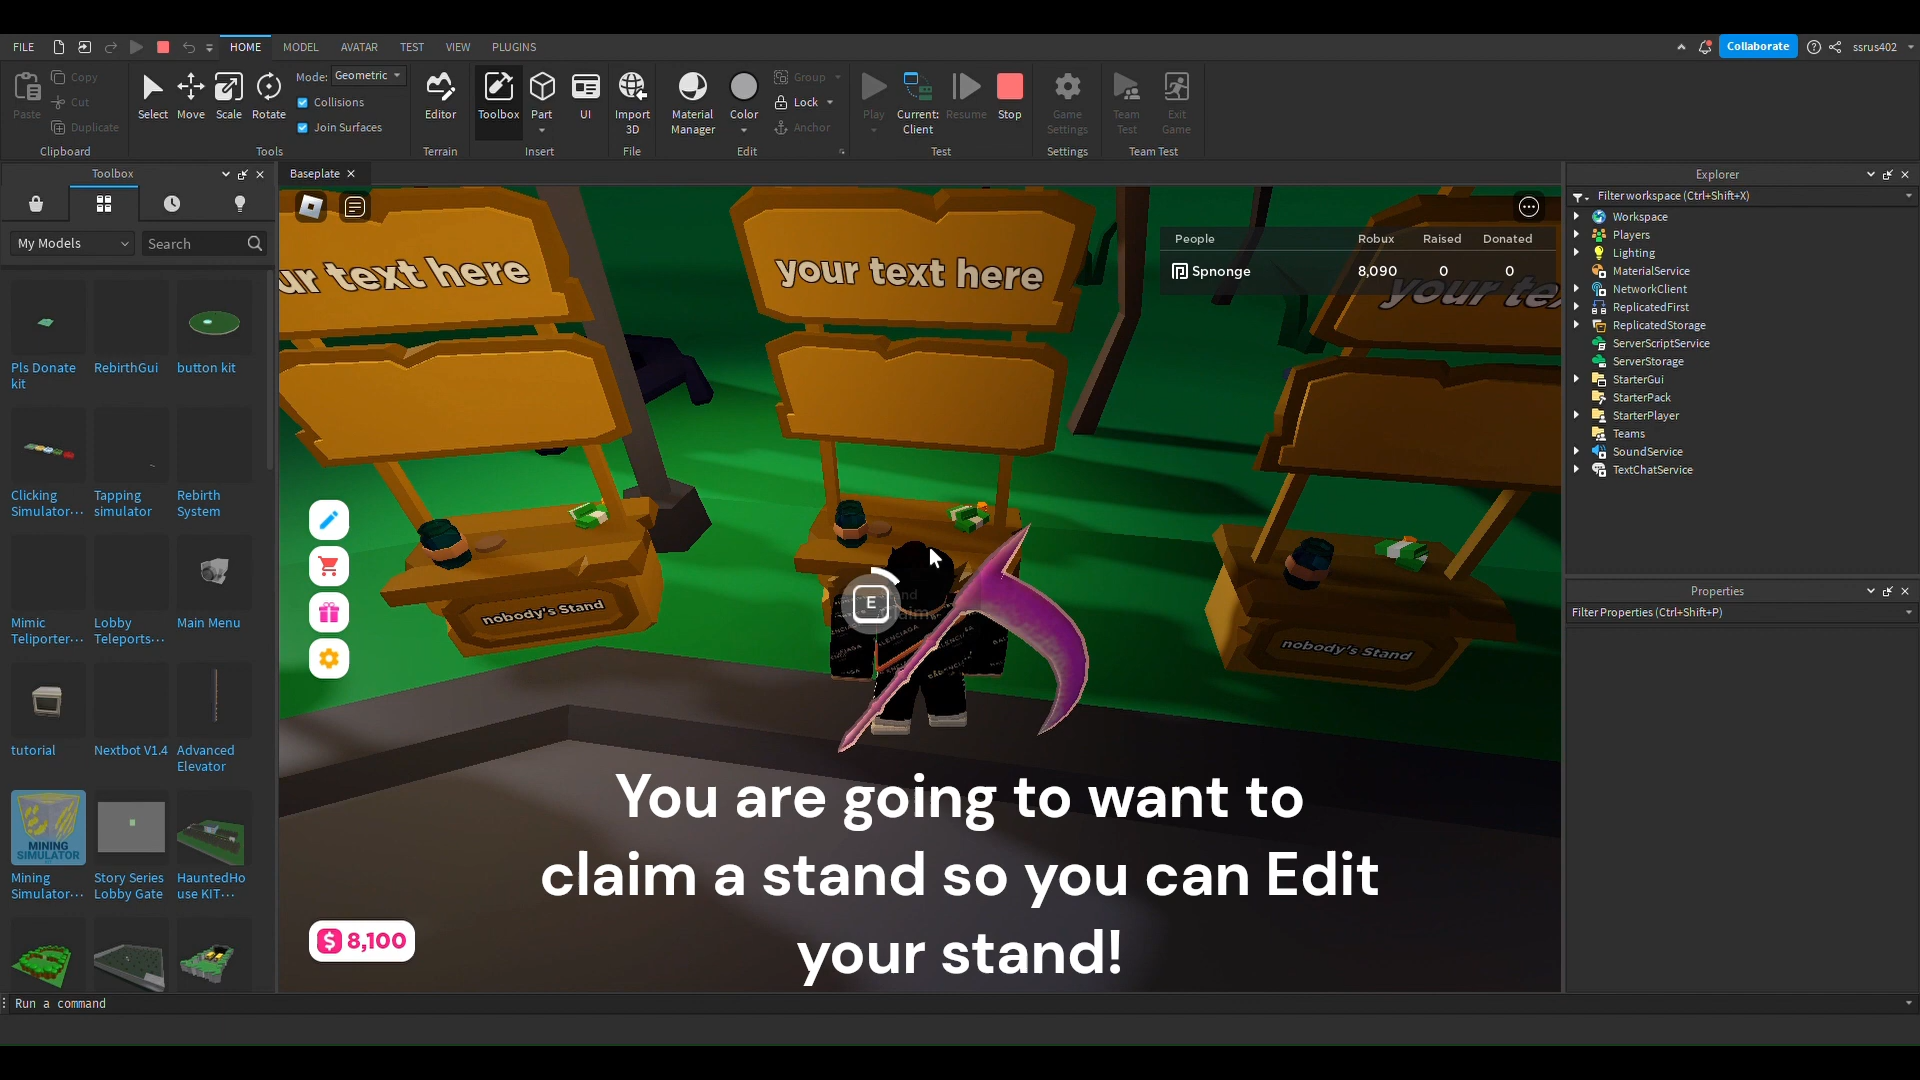 FILE
HOME
MODEL
AVATAR
TEST
VIEW
PLUGINS
Collaborate
ssrus402
Paste
Copy
Cut
Duplicate
Clipboard
Select
Move
Scale
Rotate
Mode: Geometric
Collisions
Join Surfaces
Tools
Editor
Terrain
Toolbox
Part
UI
Insert
Import
3D
File
Material
Manager
Color
Group
Lock
Anchor
Edit
Play
Current:
Client
Resume
Stop
Test
Game
Settings
Settings
Team
Test
Exit
Game
Team Test
Toolbox
My Models
Search
Pls Donate
kit
RebirthGui
button kit
Clicking
Simulator...
Tapping
simulator
Rebirth
System
Mimic
Teliporter...
Lobby
Teleports...
Main Menu
tutorial
Nextbot V1.4
Advanced
Elevator
MINING
SIMULATOR
Mining
Simulator...
Story Series
Lobby Gate
HauntedHo
use KIT...
Baseplate
ur text here
your text here
your te
People Robux Raised Donated
Spnonge 8,090 0 0
nobody's Stand
E
nobody's Stand
$ 8,100
You are going to want to
claim a stand so you can Edit
your stand!
Explorer
Filter workspace (Ctrl+Shift+X)
Workspace
Players
Lighting
MaterialService
NetworkClient
ReplicatedFirst
ReplicatedStorage
ServerScriptService
ServerStorage
StarterGui
StarterPack
StarterPlayer
Teams
SoundService
TextChatService
Properties
Filter Properties (Ctrl+Shift+P)
Run a command